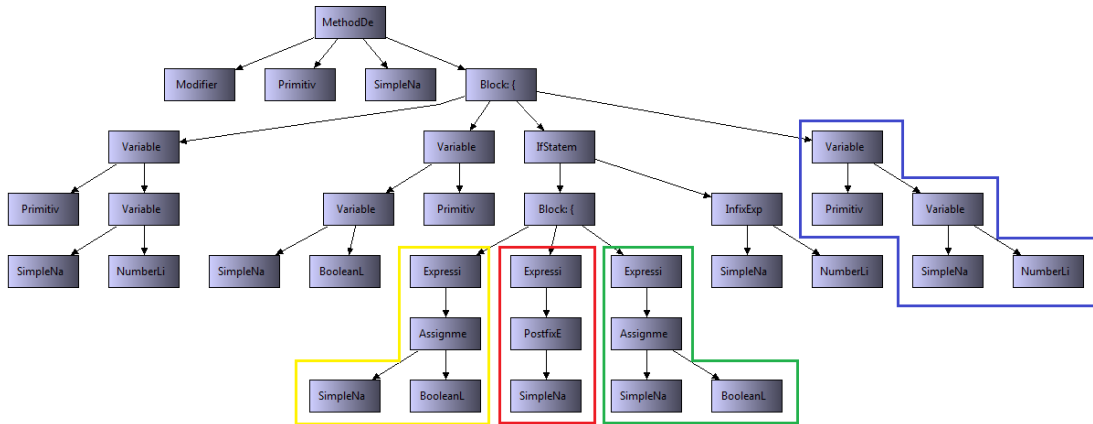 MethodDe
Modifier
Primitiv
SimpleNa
Block: {
Variable
Variable
IfStatem
Variable
Primitiv
Variable
Variable
Primitiv
Block: {
InfixExp
Primitiv
Variable
SimpleNa
NumberLi
SimpleNa
BooleanL
Expressi
Expressi
Expressi
SimpleNa
NumberLi
SimpleNa
NumberLi
Assignme
PostfixE
Assignme
SimpleNa
BooleanL
SimpleNa
SimpleNa
BooleanL